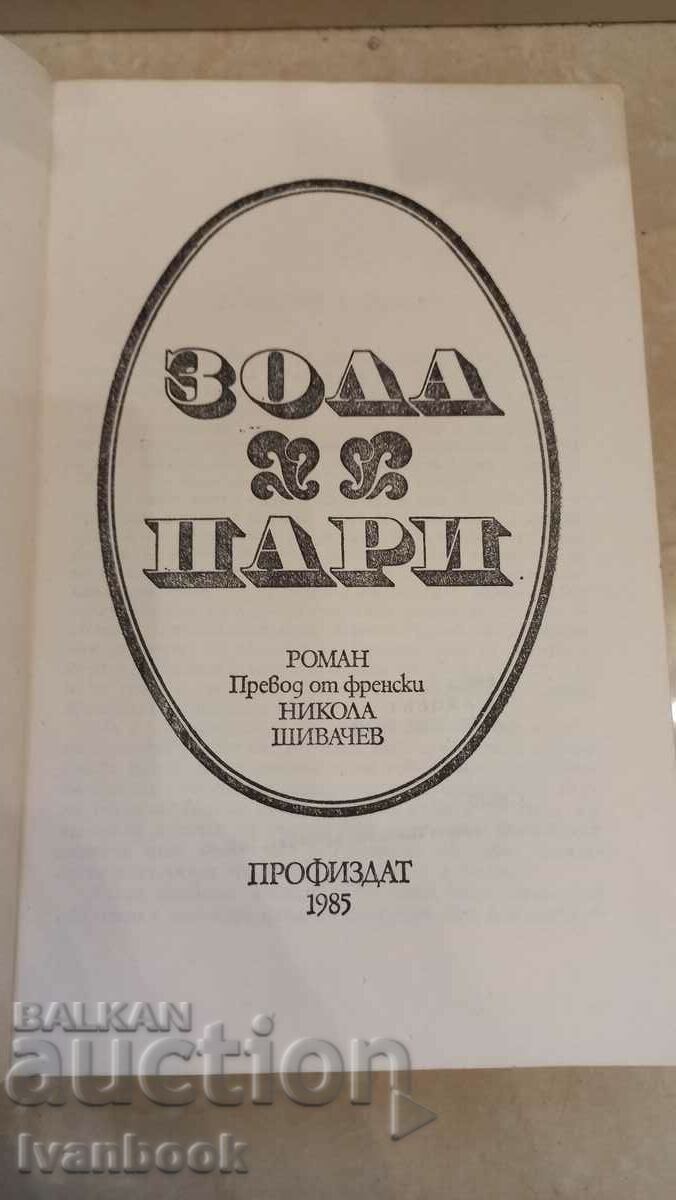 ЗОЛА
ПАРИ
РОМАН
Превод от френски
НИКОЛА
ШИВАЧЕВ
ПРОФИЗДАТ
1985
BALKAN
auction
Ivanbook